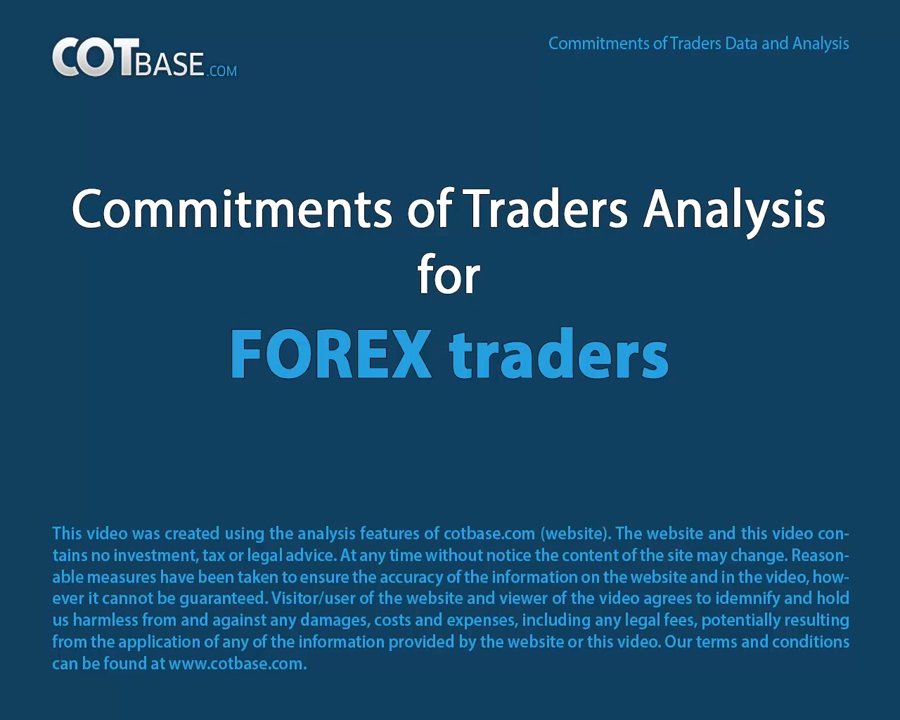 COTBASE.COM
Commitments of Traders Data and Analysis
Commitments of Traders Analysis
for
FOREX traders
This video was created using the analysis features of cotbase.com (website). The website and this video con-
tains no investment, tax or legal advice. At any time without notice the content of the site may change. Reason-
able measures have been taken to ensure the accuracy of the information on the website and in the video, how-
ever it cannot be guaranteed. Visitor/user of the website and viewer of the video agrees to idemnify and hold
us harmless from and against any damages, costs and expenses, including any legal fees, potentially resulting
from the application of any of the information provided by the website or this video. Our terms and conditions
can be found at www.cotbase.com.